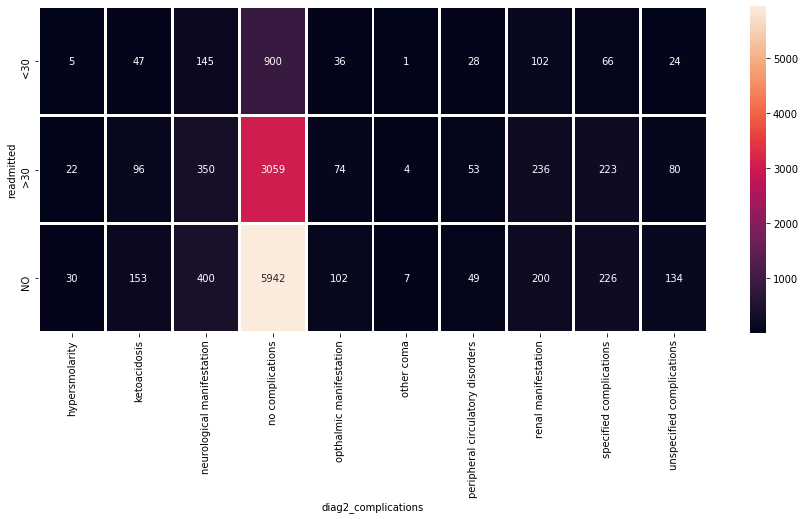 <30 5 47 145 900 36 1 28 102 66 24
readmitted
>30 22 96 350 3059 74 4 53 236 223 80
NO 30 153 400 5942 102 7 49 200 226 134
hypersmolarity
ketoacidosis
neurological manifestation
no complications
opthalmic manifestation
other coma
peripheral circulatory disorders
renal manifestation
specified complications
unspecified complications
diag2_complications
5000
4000
3000
2000
1000